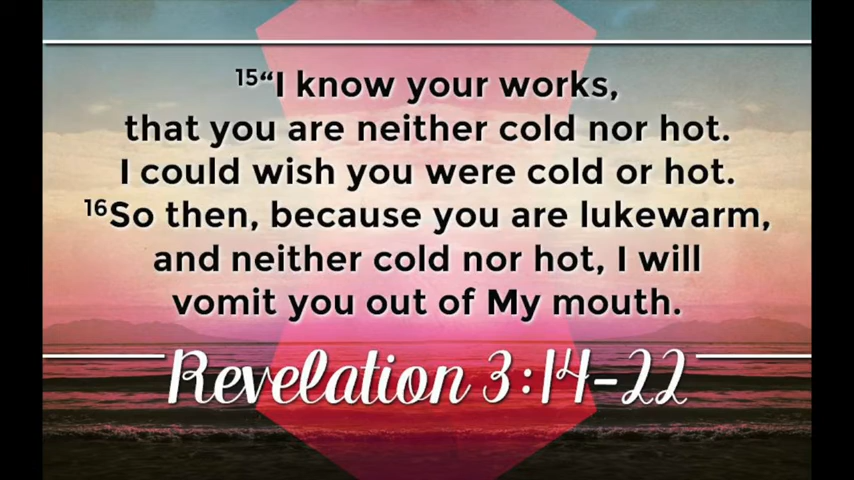 15“I know your works,
that you are neither cold nor hot.
I could wish you were cold or hot.
16So then, because you are lukewarm,
and neither cold nor hot, I will
vomit you out of My mouth.
Revelation 3:14-22